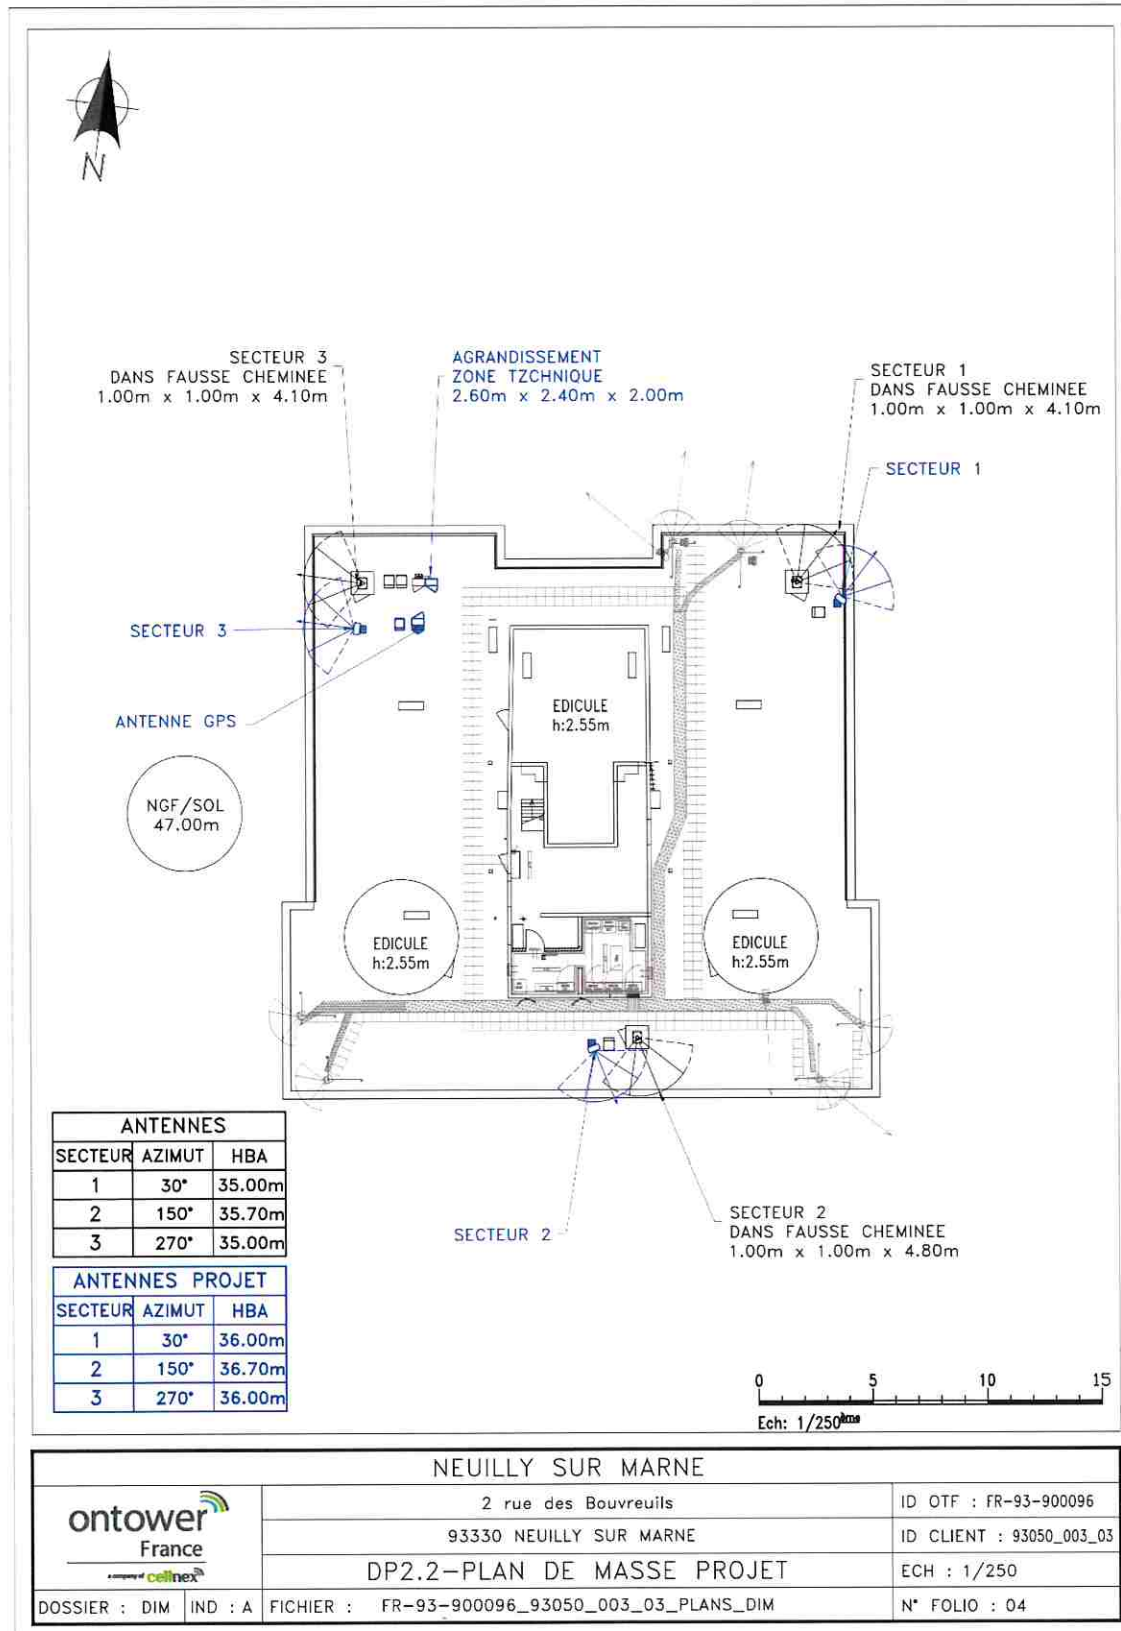 N
SECTEUR 3
DANS FAUSSE CHEMINEE
1.00m x 1.00m x 4.10m
AGRANDISSEMENT
ZONE TZCHNIQUE
2.60m x 2.40m x 2.00m
SECTEUR 1
DANS FAUSSE CHEMINEE
1.00m x 1.00m x 4.10m
SECTEUR 1
SECTEUR 3
ANTENNE GPS
EDICULE
h:2.55m
NGF/SOL
47.00m
EDICULE
h:2.55m
EDICULE
h:2.55m
SECTEUR 2
SECTEUR 2
DANS FAUSSE CHEMINEE
1.00m x 1.00m x 4.80m
ANTENNES
SECTEUR AZIMUT HBA
1 30° 35.00m
2 150° 35.70m
3 270° 35.00m
ANTENNES PROJET
SECTEUR AZIMUT HBA
1 30° 36.00m
2 150° 36.70m
3 270° 36.00m
0 5 10 15
Ech: 1/250
NEUILLY SUR MARNE
ontower
France
a company of cellnex
2 rue des Bouvreuils
ID OTF : FR-93-900096
93330 NEUILLY SUR MARNE
ID CLIENT : 93050_003_03
DP2.2-PLAN DE MASSE PROJET
ECH : 1/250
DOSSIER : DIM IND : A FICHIER : FR-93-900096_93050_003_03_PLANS_DIM N° FOLIO : 04